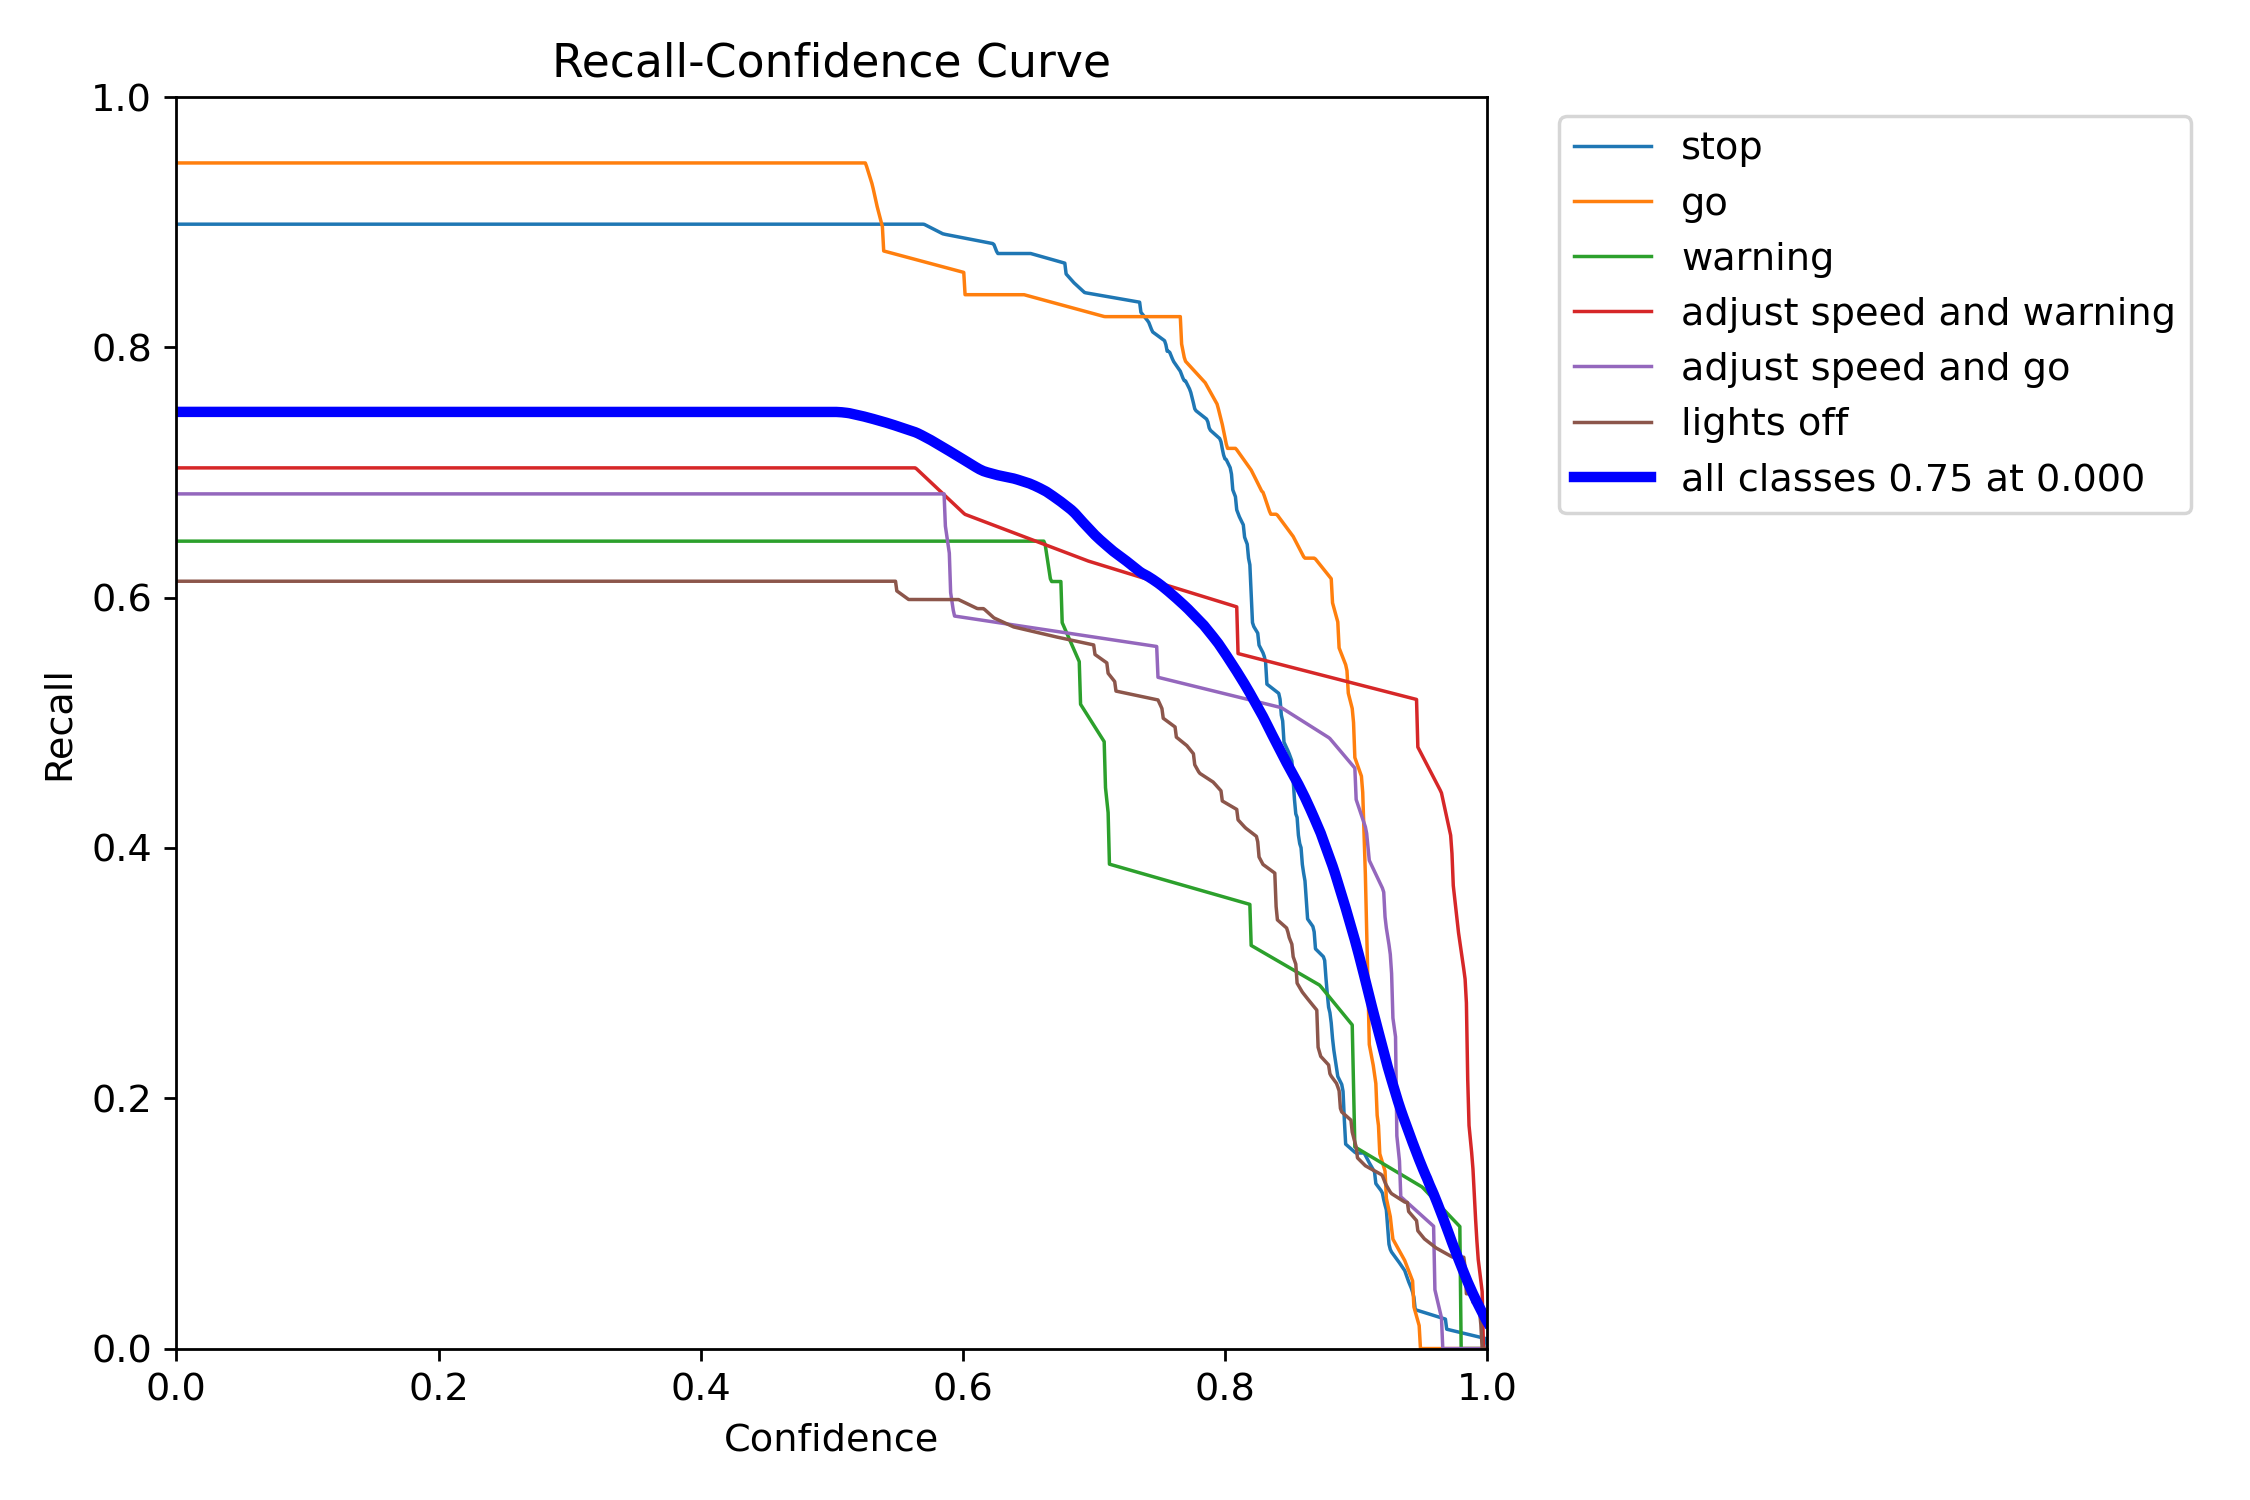 Recall-Confidence Curve
1.0
0.8
0.6
0.4
0.2
0.0
Recall
0.0 0.2 0.4 0.6 0.8 1.0
Confidence
stop
go
warning
adjust speed and warning
adjust speed and go
lights off
all classes 0.75 at 0.000